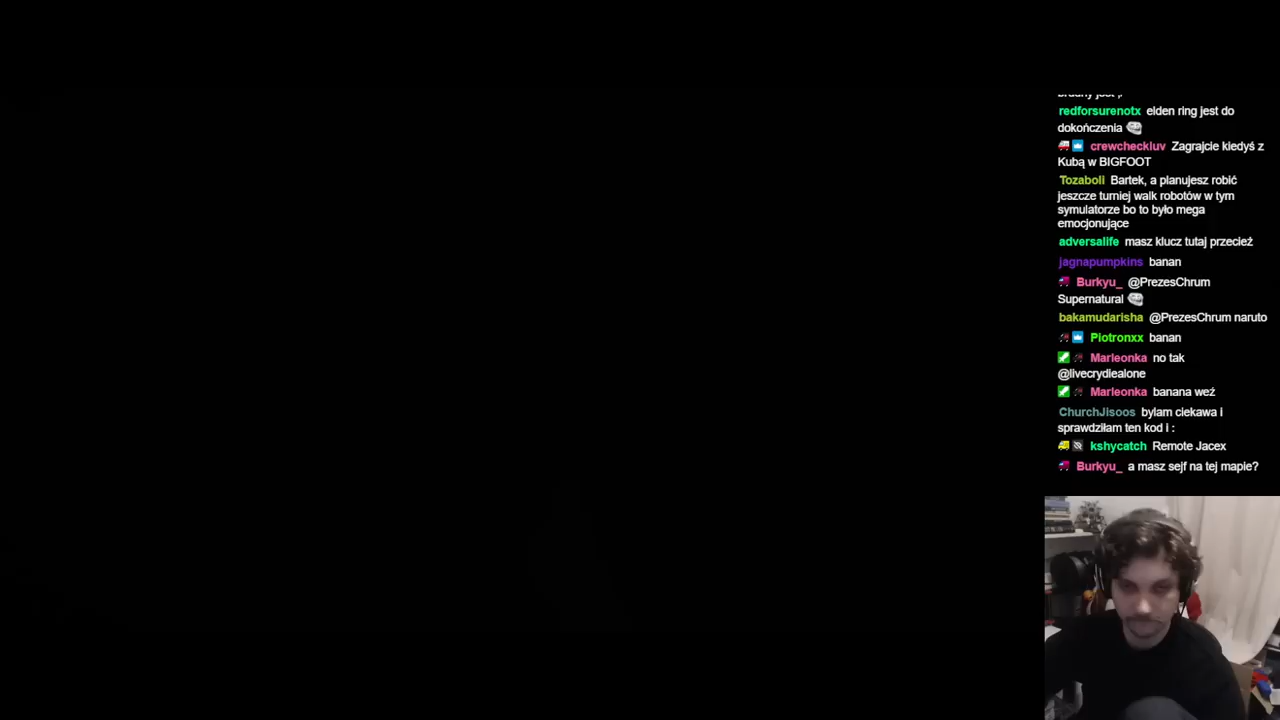 redforsurenotx elden ring jest do
dokończenia
crewcheckluv Zagrajcie kiedyś z
Kubą w BIGFOOT
Tozaboli Bartek, a planujesz robić
jeszcze turniej walk robotów w tym
symulatorze bo to było mega
emocjonujące
adversalife masz klucz tutaj przecież
jagnapumpkins banan
Burkyu_ @PrezesChrum
Supernatural
bakamudarisha @PrezesChrum naruto
Piotronxx banan
Marleonka no tak
@livecrydiealone
Marleonka banana weź
ChurchJisoos bylam ciekawa i
sprawdziłam ten kod i :
kshycatch Remote Jacex
Burkyu_ a masz sejf na tej mapie?